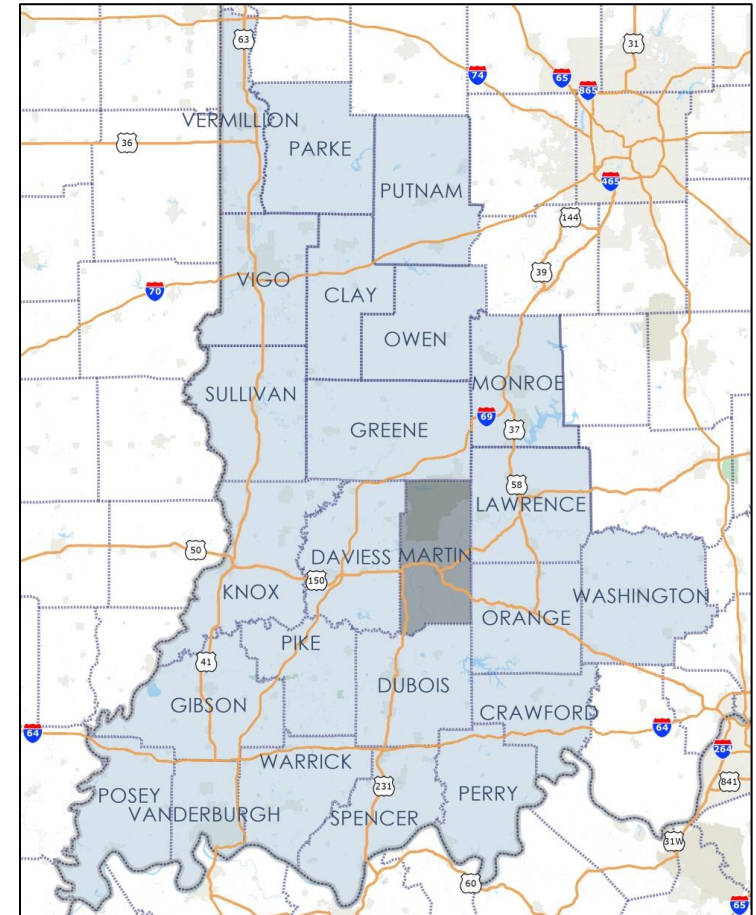 63
31
74
65
865
VERMILLION
PARKE
36
PUTNAM
465
144
39
VIGO
70
CLAY
OWEN
MONROE
SULLIVAN
69
GREENE
37
58
LAWRENCE
50
DAVIESS
MARTIN
150
KNOX
WASHINGTON
ORANGE
PIKE
41
DUBOIS
GIBSON
CRAWFORD
64
64
264
WARRICK
231
841
POSEY
PERRY
VANDERBURGH
SPENCER
31W
60
65